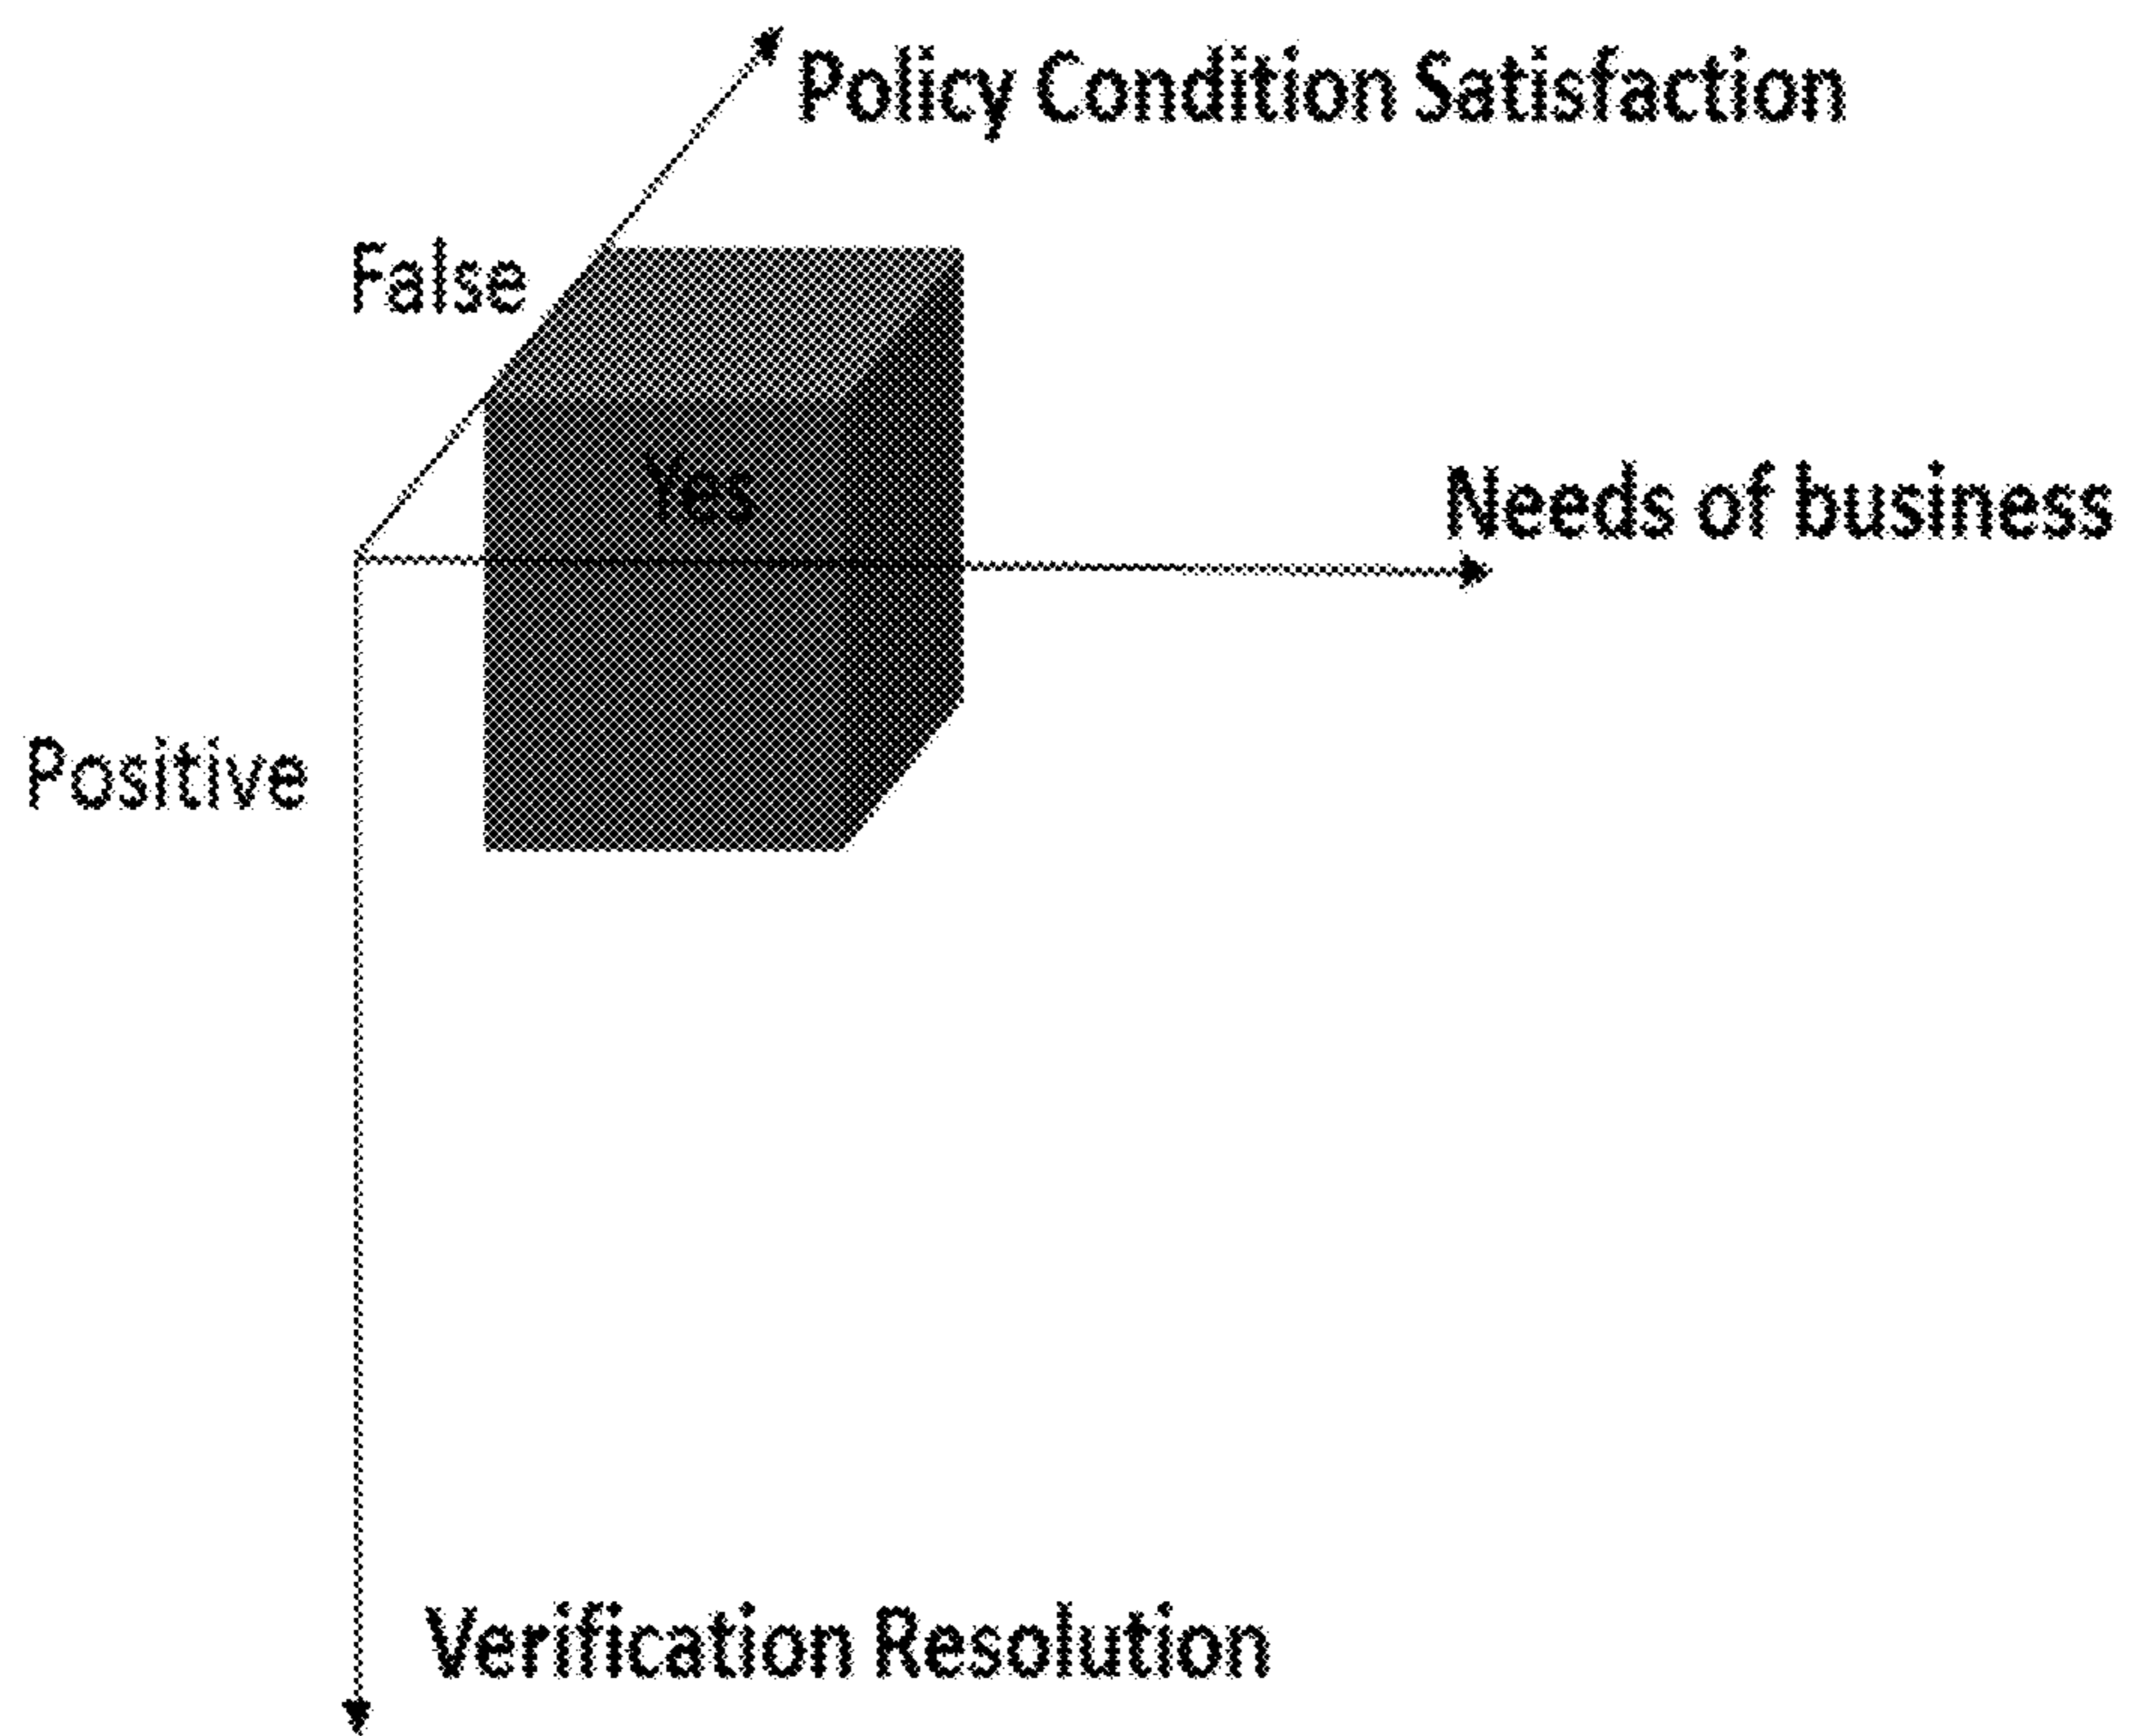 Policy Condition Satisfaction
False
Yes
Needs of business
Positive
Verification Resolution